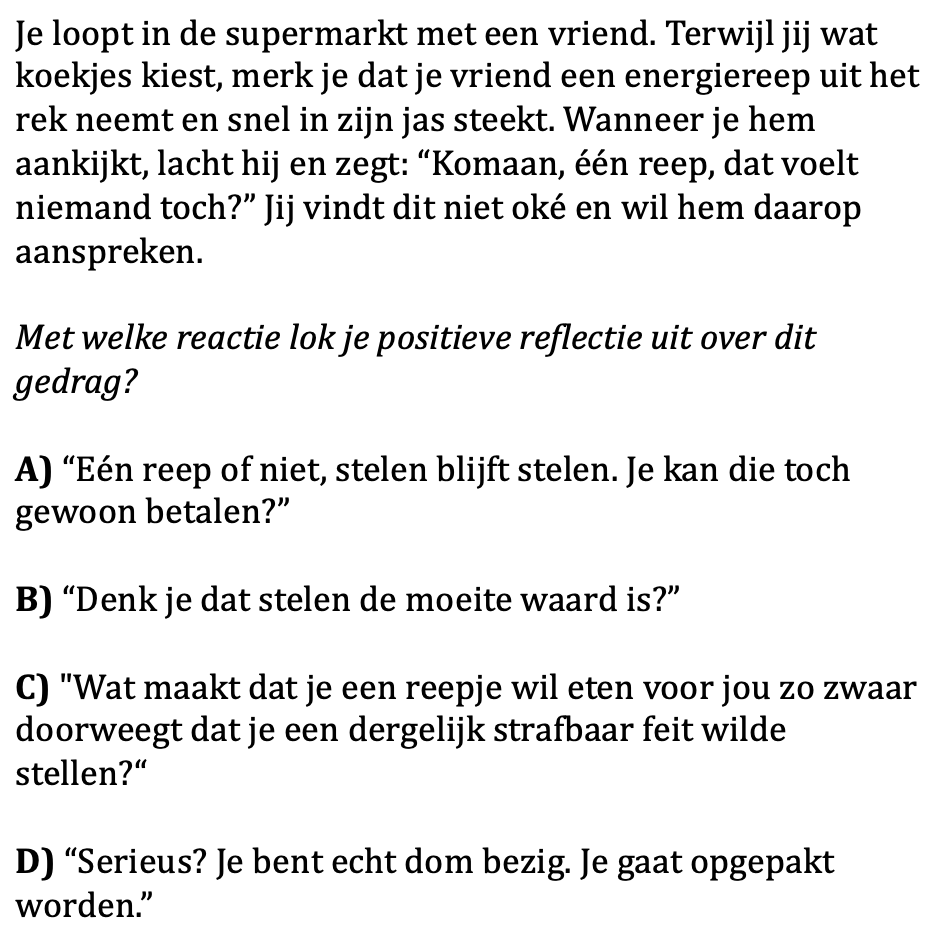 Je loopt in de supermarkt met een vriend. Terwijl jij wat
koekjes kiest, merk je dat je vriend een energiereep uit het
rek neemt en snel in zijn jas steekt. Wanneer je hem
aankijkt, lacht hij en zegt: “Komaan, één reep, dat voelt
niemand toch?” Jij vindt dit niet oké en wil hem daarop
aanspreken.
Met welke reactie lok je positieve reflectie uit over dit
gedrag?
A) “Eén reep of niet, stelen blijft stelen. Je kan die toch
gewoon betalen?”
B) “Denk je dat stelen de moeite waard is?”
C) "Wat maakt dat je een reepje wil eten voor jou zo zwaar
doorweegt dat je een dergelijk strafbaar feit wilde
stellen?“
D) “Serieus? Je bent echt dom bezig. Je gaat opgepakt
worden.”